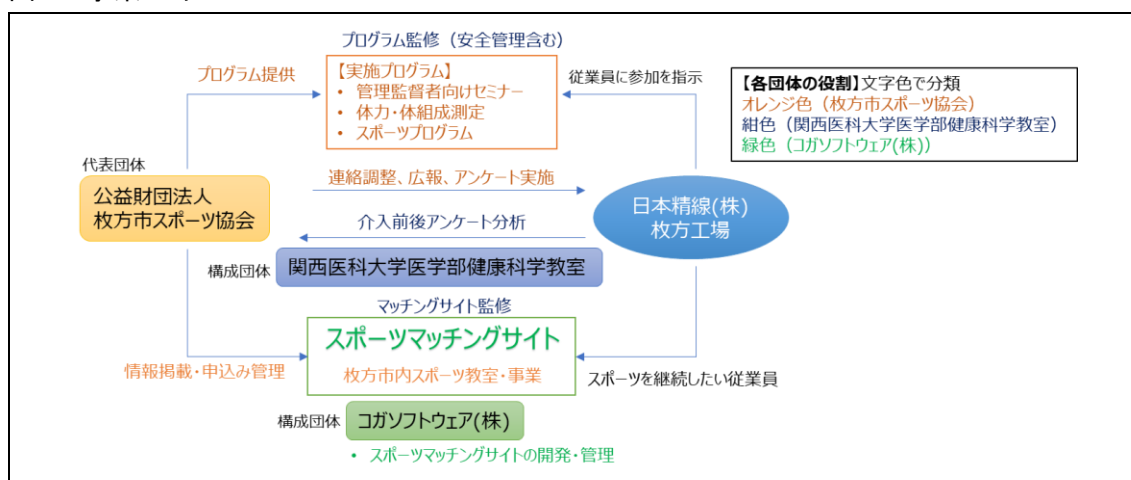 プログラム監修（安全管理含む）
プログラム提供
【実施プログラム】
• 管理監督者向けセミナー
• 体力・体組成測定
• スポーツプログラム
従業員に参加を指示
【各団体の役割】文字色で分類
オレンジ色（枚方市スポーツ協会）
紺色（関西医科大学医学部健康科学教室）
緑色（コガソフトウェア(株)）
代表団体
公益財団法人
枚方市スポーツ協会
連絡調整、広報、アンケート実施
日本精線(株)
枚方工場
介入前後アンケート分析
構成団体
関西医科大学医学部健康科学教室
マッチングサイト監修
スポーツマッチングサイト
枚方市内スポーツ教室・事業
情報掲載・申込み管理
スポーツを継続したい従業員
構成団体
コガソフトウェア(株)
• スポーツマッチングサイトの開発・管理